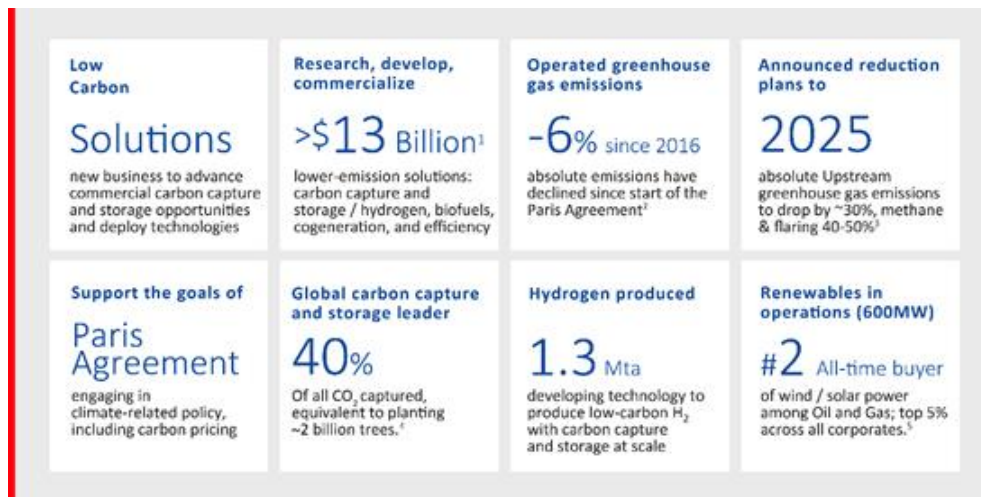 Low
Carbon
Solutions
new business to advance
commercial carbon capture
and storage opportunities
and deploy technologies
Research, develop,
commercialize
>$13 Billion¹
lower-emission solutions:
carbon capture and
storage / hydrogen, biofuels,
cogeneration, and efficiency
Operated greenhouse
gas emissions
-6% since 2016
absolute emissions have
declined since start of the
Paris Agreement²
Announced reduction
plans to
2025
absolute Upstream
greenhouse gas emissions
to drop by ~30%, methane
& flaring 40-50%³
Support the goals of
Paris
Agreement
engaging in
climate-related policy,
including carbon pricing
Global carbon capture
and storage leader
40%
Of all CO₂ captured,
equivalent to planting
~2 billion trees.⁴
Hydrogen produced
1.3 Mta
developing technology to
produce low-carbon H₂
with carbon capture
and storage at scale
Renewables in
operations (600MW)
#2 All-time buyer
of wind / solar power
among Oil and Gas; top 5%
across all corporates.⁵